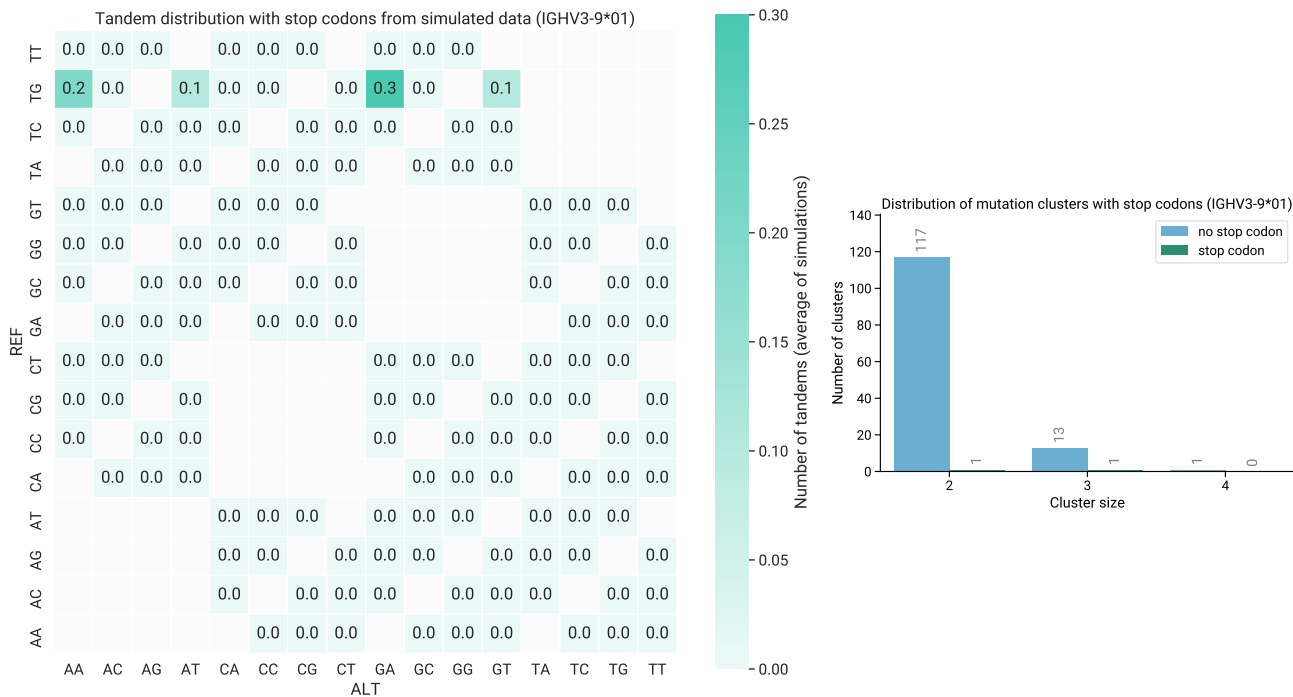 Tandem distribution with stop codons from simulated data (IGHV3-9*01)
TT 0.0 0.0 0.0 0.0 0.0 0.0 0.0 0.0 0.0
TG 0.2 0.0 0.1 0.0 0.0 0.0 0.3 0.0 0.1
TC 0.0 0.0 0.0 0.0 0.0 0.0 0.0 0.0 0.0
TA 0.0 0.0 0.0 0.0 0.0 0.0 0.0 0.0 0.0
GT 0.0 0.0 0.0 0.0 0.0 0.0 0.0 0.0 0.0
GG 0.0 0.0 0.0 0.0 0.0 0.0 0.0 0.0 0.0
GC 0.0 0.0 0.0 0.0 0.0 0.0 0.0 0.0 0.0
GA 0.0 0.0 0.0 0.0 0.0 0.0 0.0 0.0 0.0
CT 0.0 0.0 0.0 0.0 0.0 0.0 0.0 0.0 0.0
CG 0.0 0.0 0.0 0.0 0.0 0.0 0.0 0.0 0.0
CC 0.0 0.0 0.0 0.0 0.0 0.0 0.0 0.0 0.0
CA 0.0 0.0 0.0 0.0 0.0 0.0 0.0 0.0 0.0
AT 0.0 0.0 0.0 0.0 0.0 0.0 0.0 0.0 0.0
AG 0.0 0.0 0.0 0.0 0.0 0.0 0.0 0.0 0.0
AC 0.0 0.0 0.0 0.0 0.0 0.0 0.0 0.0 0.0
AA 0.0 0.0 0.0 0.0 0.0 0.0 0.0 0.0 0.0
REF
AA AC AG AT CA CC CG CT GA GC GG GT TA TC TG TT
ALT
0.30
0.25
0.20
0.15
0.10
0.05
0.00
Number of tandems (average of simulations)
Distribution of mutation clusters with stop codons (IGHV3-9*01)
no stop codon
stop codon
140
120
100
80
60
40
20
0
Number of clusters
117
1
13
1
1
0
2 3 4
Cluster size